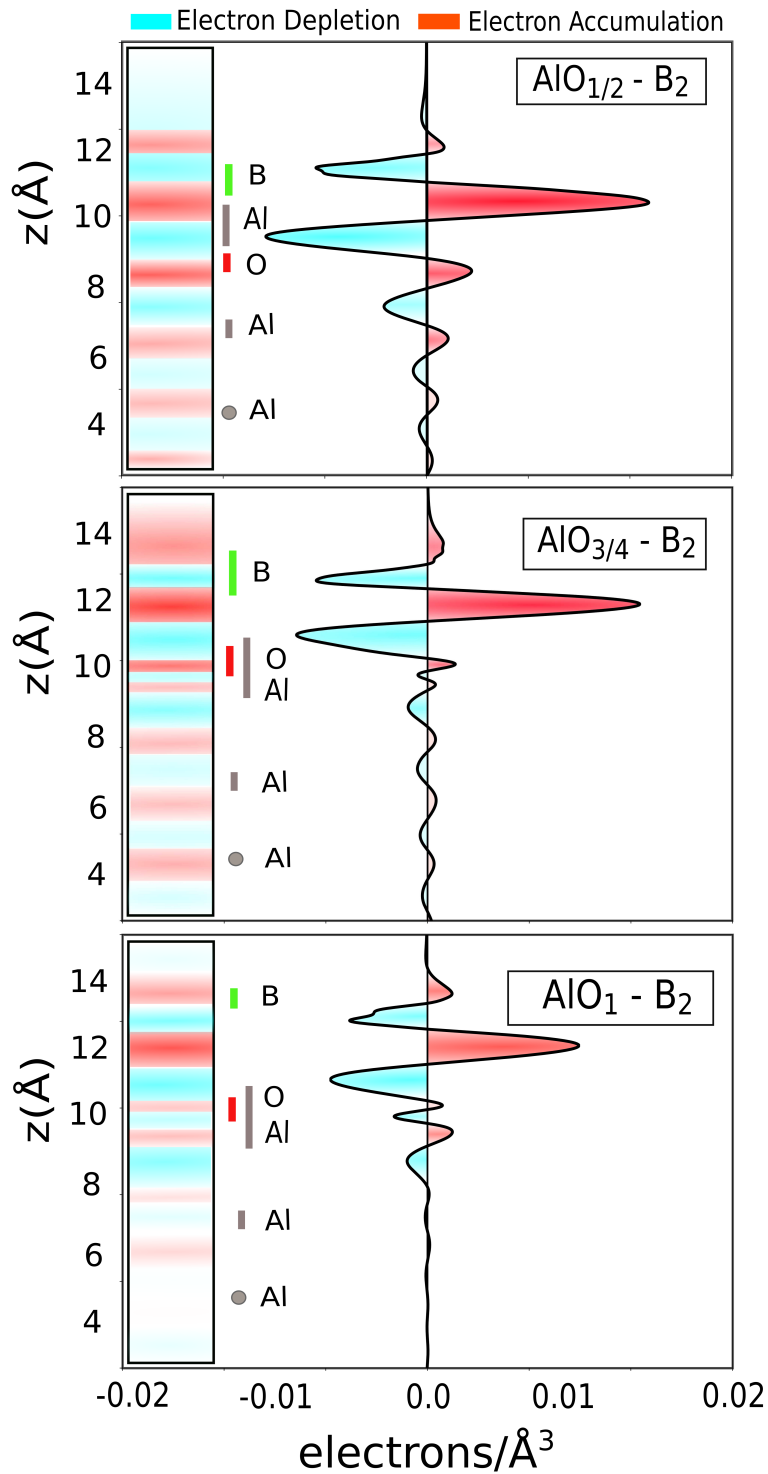 Electron Depletion Electron Accumulation
AlO1/2 - B2
14
12
10
8
6
4
z(Å)
B
Al
O
Al
Al
AlO3/4 - B2
14
12
10
8
6
4
z(Å)
B
O
Al
Al
Al
AlO1 - B2
14
12
10
8
6
4
z(Å)
B
O
Al
Al
Al
-0.02 -0.01 0.0 0.01 0.02
electrons/Å³